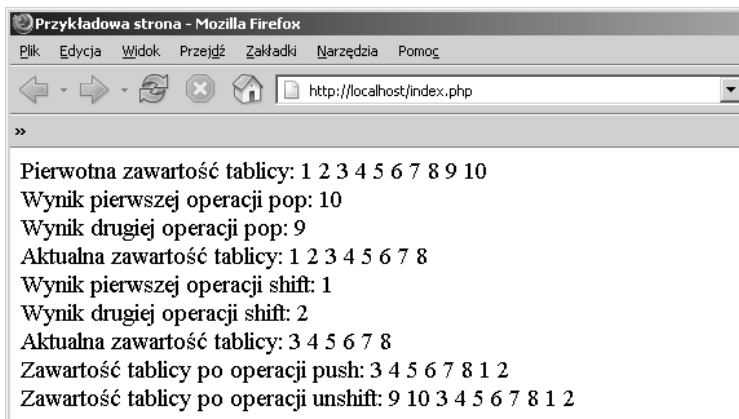 Przykładowa strona - Mozilla Firefox
Plik Edycja Widok Przejdź Zakładki Narzędzia Pomoc
http://localhost/index.php
»
Pierwotna zawartość tablicy: 1 2 3 4 5 6 7 8 9 10
Wynik pierwszej operacji pop: 10
Wynik drugiej operacji pop: 9
Aktualna zawartość tablicy: 1 2 3 4 5 6 7 8
Wynik pierwszej operacji shift: 1
Wynik drugiej operacji shift: 2
Aktualna zawartość tablicy: 3 4 5 6 7 8
Zawartość tablicy po operacji push: 3 4 5 6 7 8 1 2
Zawartość tablicy po operacji unshift: 9 10 3 4 5 6 7 8 1 2